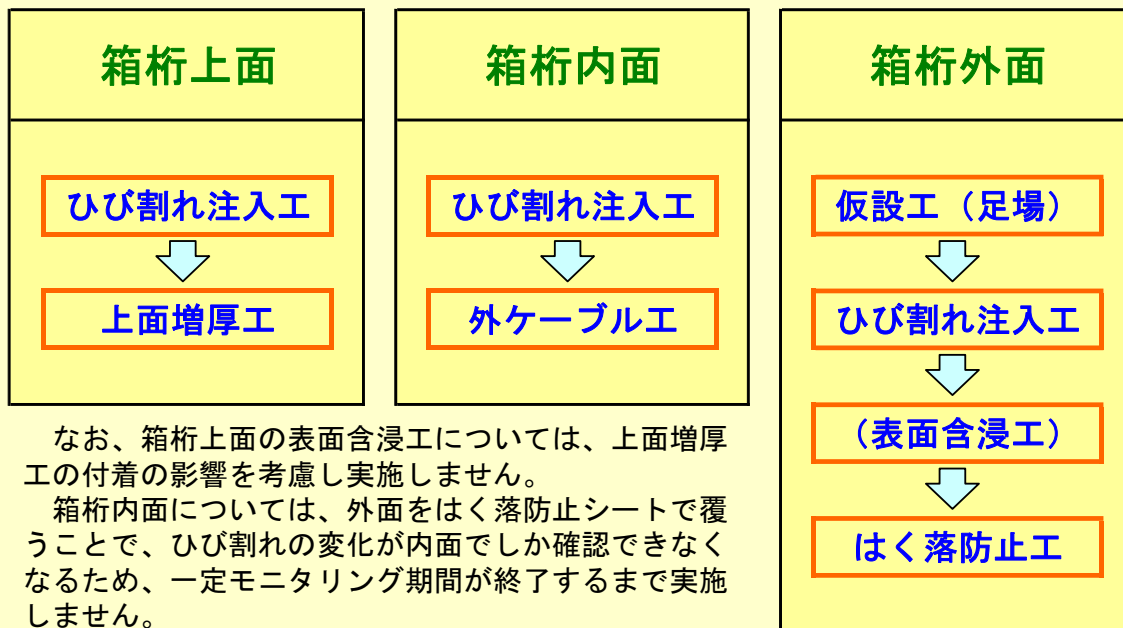 箱桁上面
ひび割れ注入工
上面増厚工
箱桁内面
ひび割れ注入工
外ケーブル工
箱桁外面
仮設工（足場）
ひび割れ注入工
（表面含浸工）
はく落防止工
なお、箱桁上面の表面含浸工については、上面増厚
工の付着の影響を考慮し実施しません。
箱桁内面については、外面をはく落防止シートで覆
うことで、ひび割れの変化が内面でしか確認できなく
なるため、一定モニタリング期間が終了するまで実施
しません。